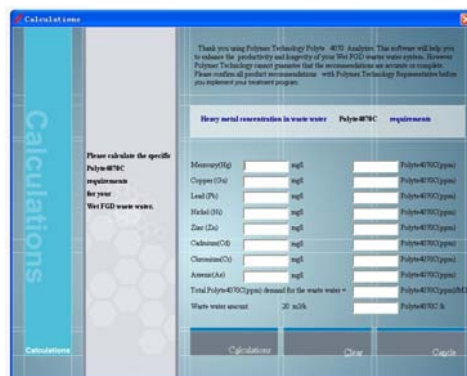 Calculations
Thank you using Polymer Technology Polyte 4070 Analyzer. This software will help you
to enhance the productivity and longevity of your Wet FGD waster water system. However
Polymer Technology cannot guarantee that the recommendations are accurate or complete.
Please confirm all product recommendations with Polymer Technology Representative before
you implement your treatment program.
Heavy metal concentration in waste water Polyte4070C requirements
Calculations
Please calculate the specific
Polyte4070C
requirements
for your
Wet FGD waste water.
Mercury(Hg) mg/l Polyte4070C(ppm)
Copper (Cu) mg/l Polyte4070C(ppm)
Lead (Pb) mg/l Polyte4070C(ppm)
Nickel (Ni) mg/l Polyte4070C(ppm)
Zinc (Zn) mg/l Polyte4070C(ppm)
Cadmium(Cd) mg/l Polyte4070C(ppm)
Chromium(Cr) mg/l Polyte4070C(ppm)
Arsenic(As) mg/l Polyte4070C(ppm)
Total Polyte4070C(ppm) demand for the waste water = Polyte4070C(ppm)/M3
Waste water amount 20 m3/h Polyte4070C /h
Calculations
Calculations Clear Cancle